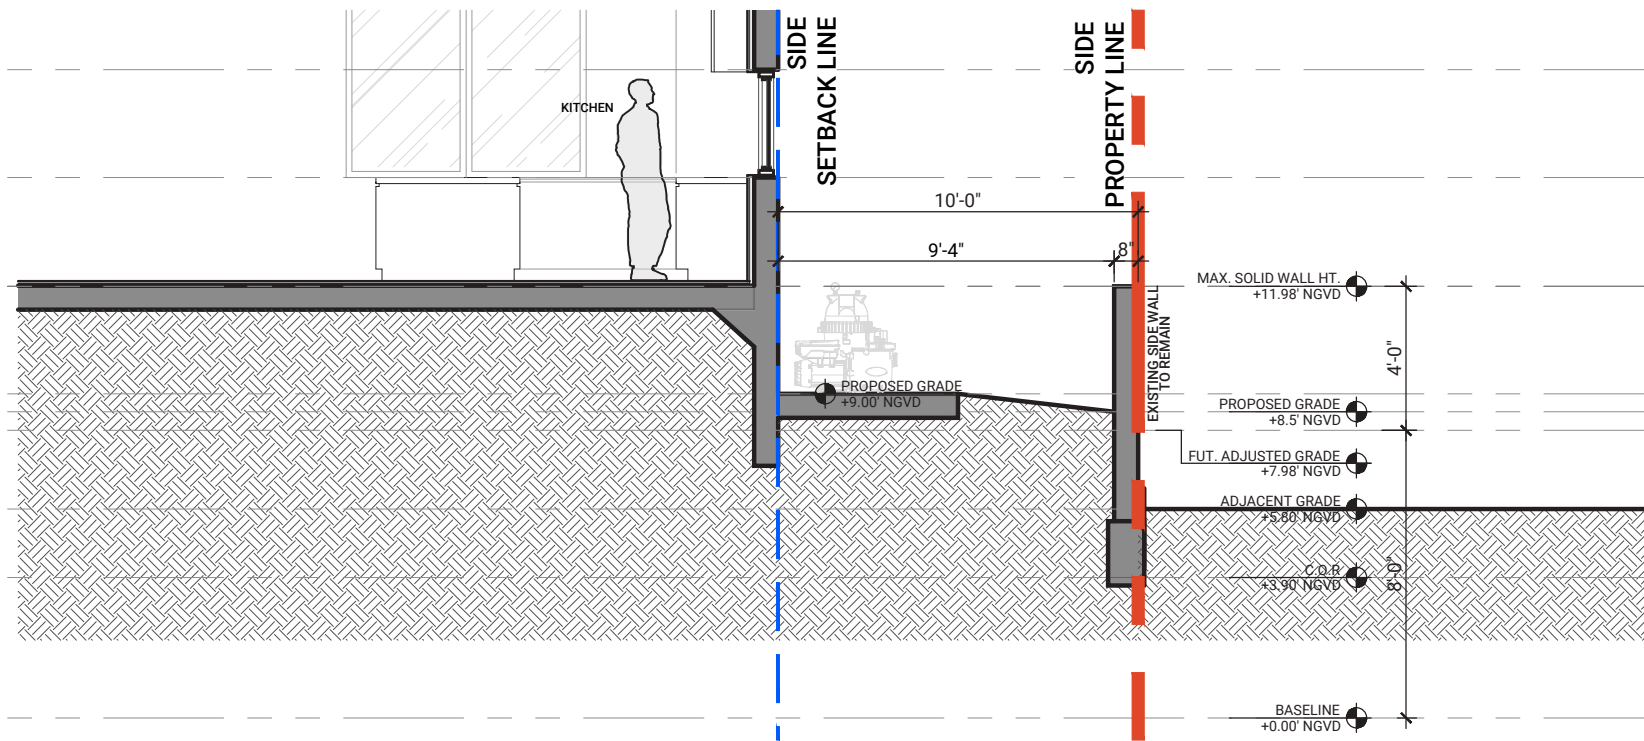 SIDE
SETBACK LINE
SIDE
PROPERTY LINE
KITCHEN
10'-0"
9'-4"
8"
MAX. SOLID WALL HT.
+11.98' NGVD
EXISTING SIDE WALL
TO REMAIN
4'-0"
PROPOSED GRADE
+9.00' NGVD
PROPOSED GRADE
+8.5' NGVD
FUT. ADJUSTED GRADE
+7.98' NGVD
ADJACENT GRADE
+5.80' NGVD
C.O.R
+3.90' NGVD
8'-0"
BASELINE
+0.00' NGVD